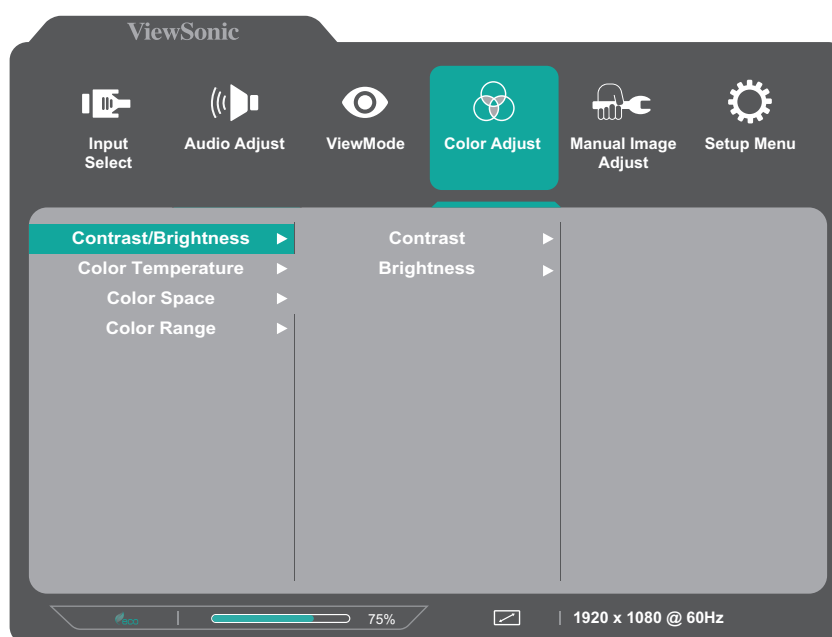 ViewSonic
Input
Select
Audio Adjust
ViewMode
Color Adjust
Manual Image
Adjust
Setup Menu
Contrast/Brightness
Color Temperature
Color Space
Color Range
Contrast
Brightness
eco
75%
1920 x 1080 @ 60Hz